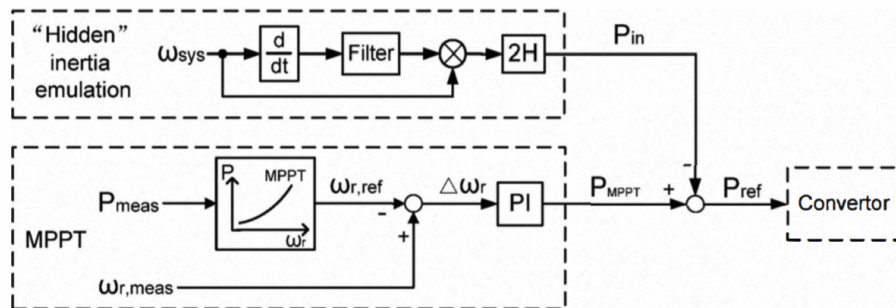 “Hidden”
inertia
emulation
ωsys
d
dt
Filter
2H
Pin
MPPT
Pmeas
P
MPPT
ωr
ωr,ref
-
+
△ωr
PI
PMPPT
+
-
Pref
Convertor
ωr,meas